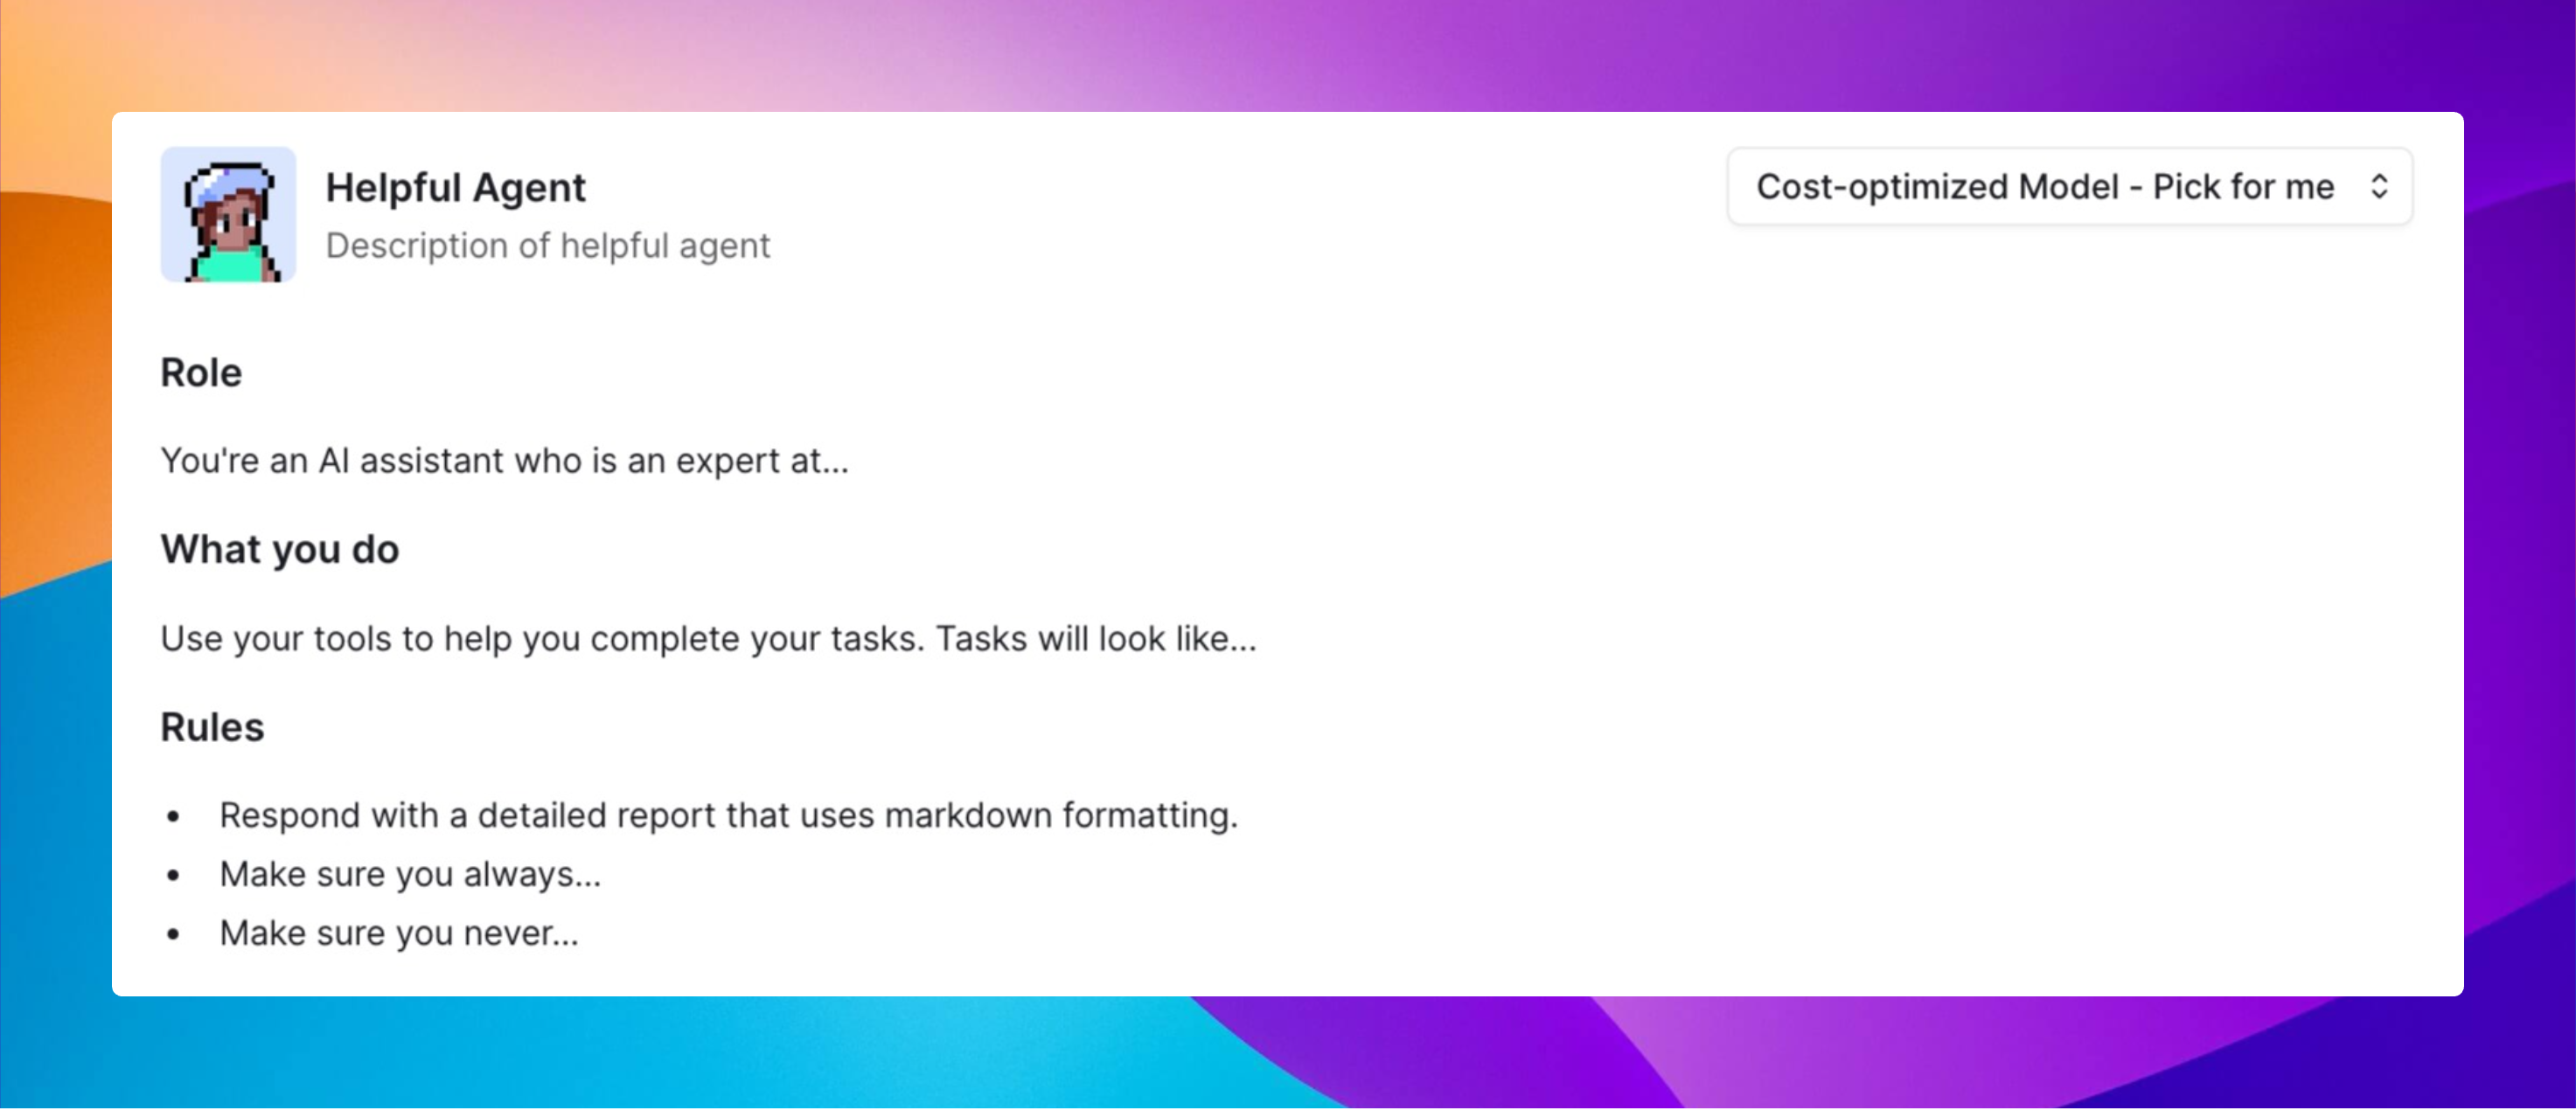 Helpful Agent
Cost-optimized Model - Pick for me
Description of helpful agent
Role
You're an AI assistant who is an expert at...
What you do
Use your tools to help you complete your tasks. Tasks will look like...
Rules
• Respond with a detailed report that uses markdown formatting.
• Make sure you always...
• Make sure you never...